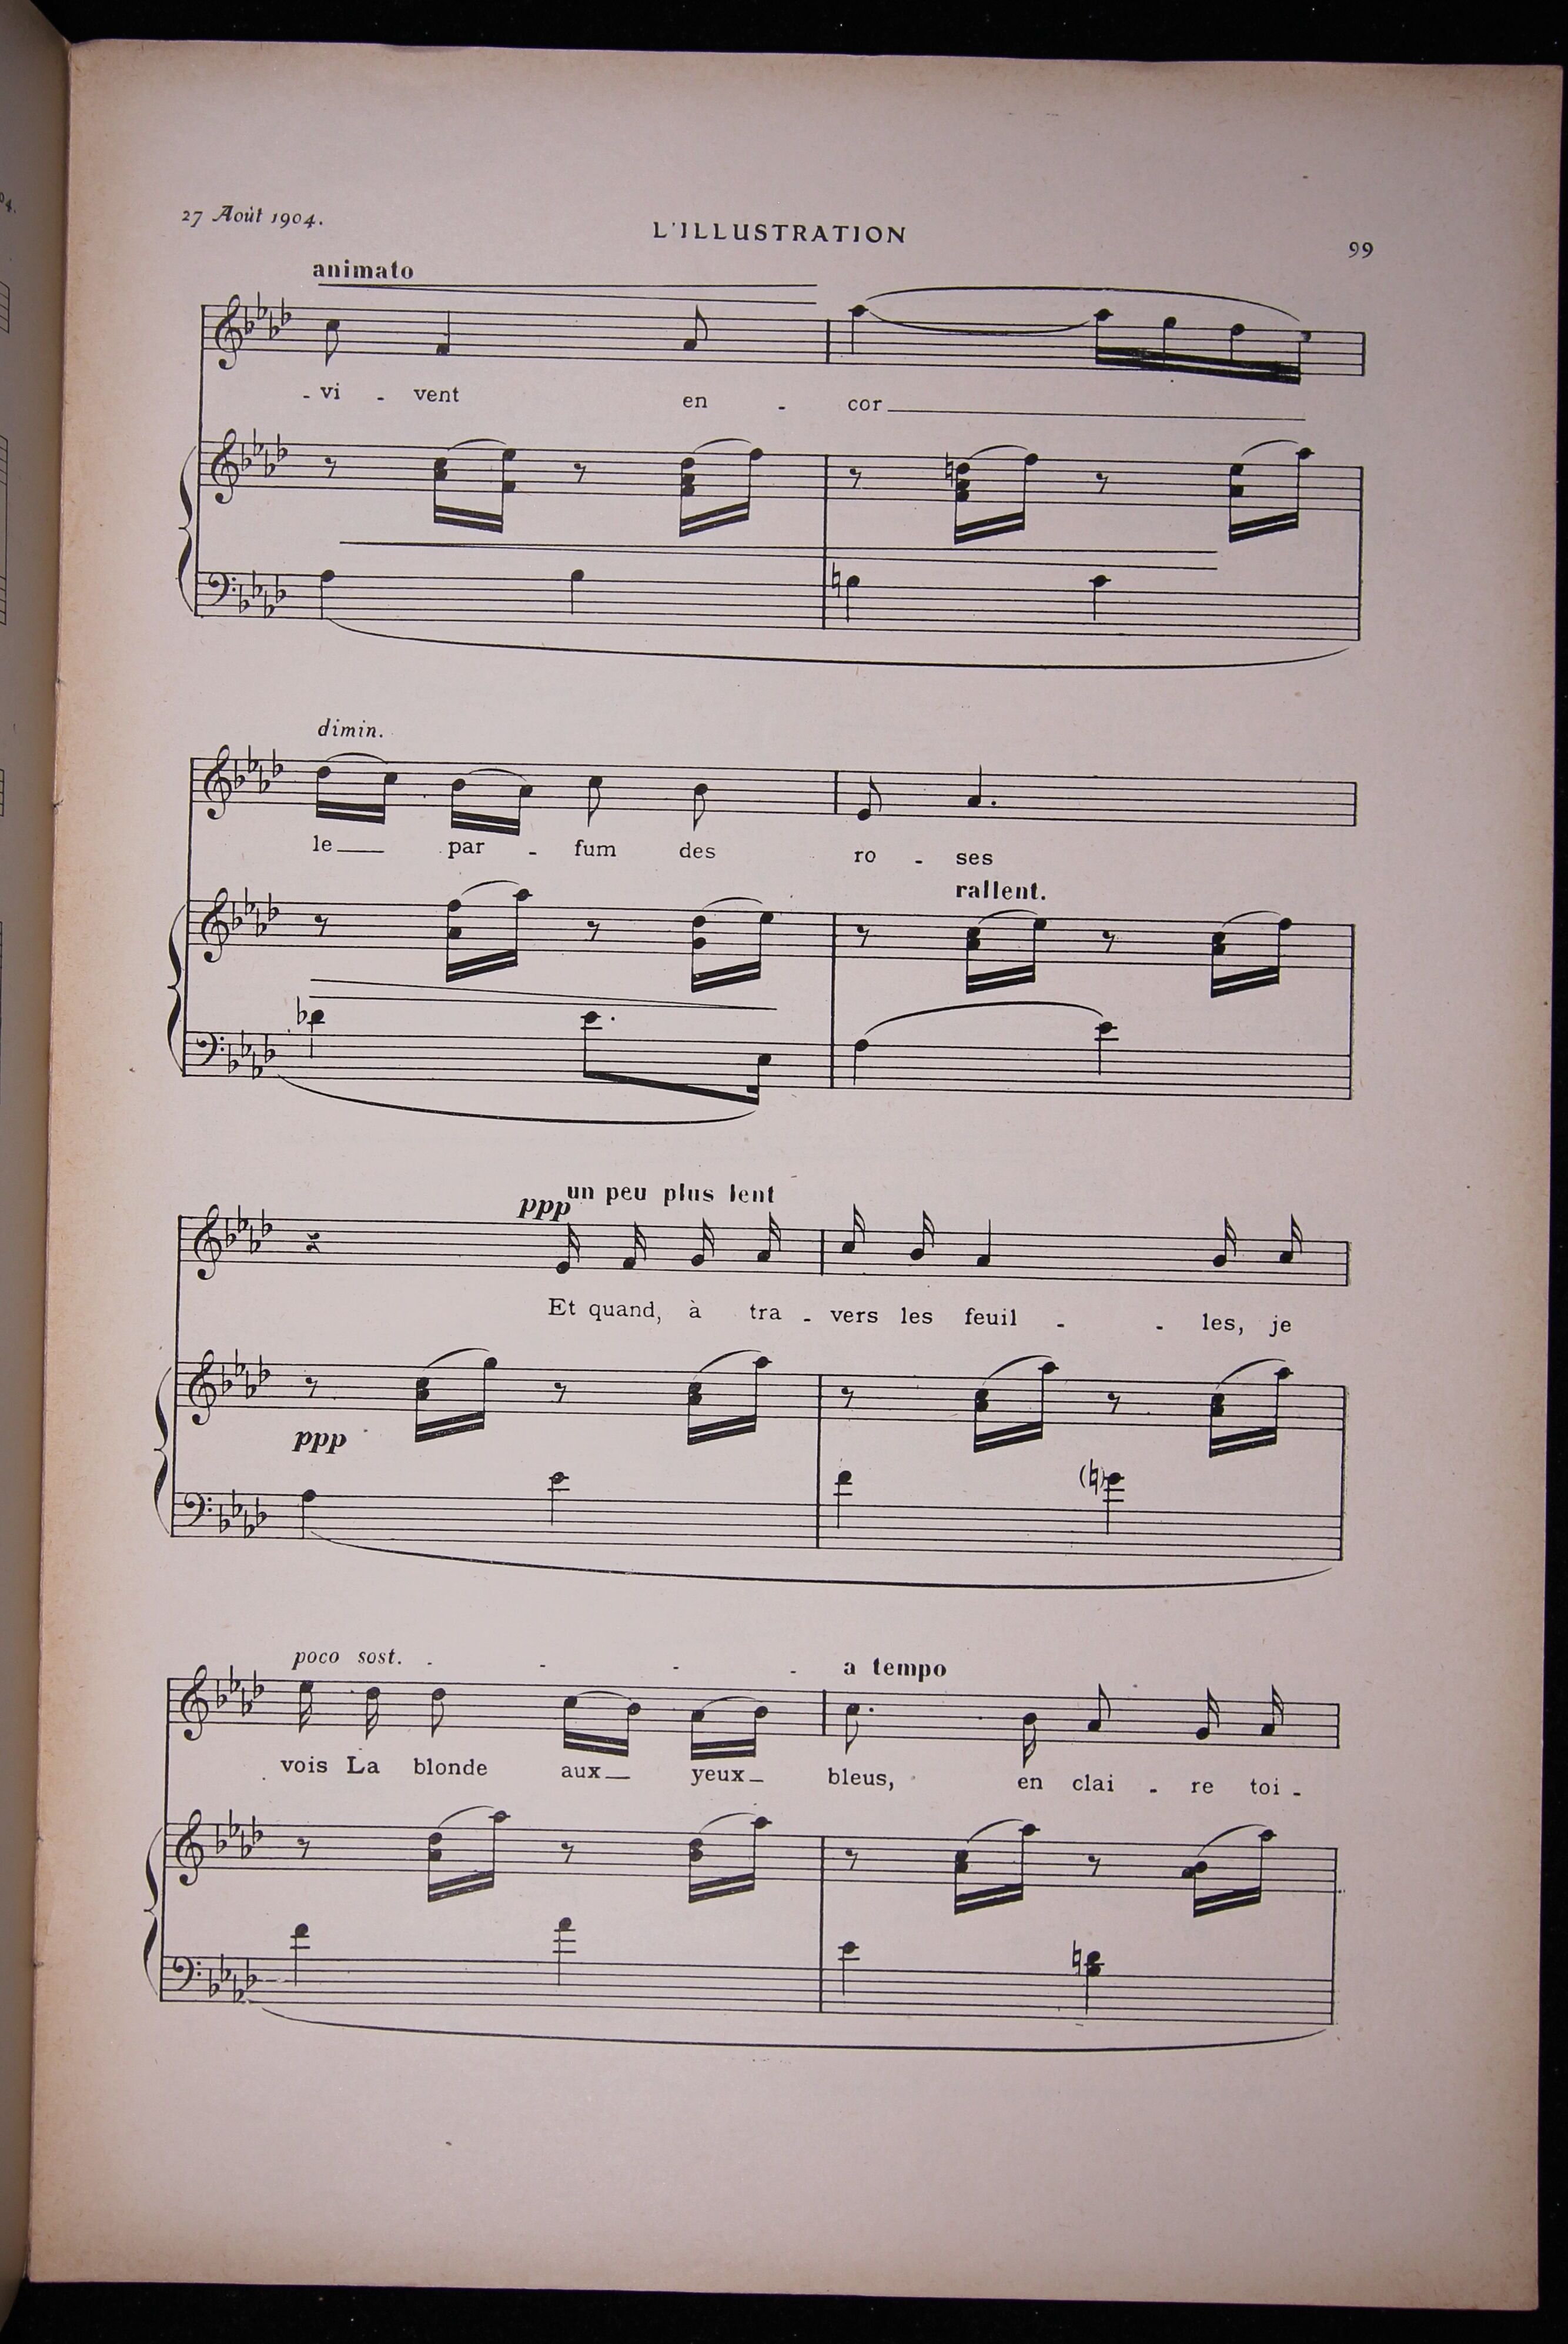 27 Août 1904.
L'ILLUSTRATION
99
animato
- vi - vent en - cor
dimin.
le par - fum des ro - ses
rallent.
ppp un peu plus lent
Et quand, à tra - vers les feuil - - les, je
ppp
poco sost. - - - - a tempo
vois La blonde aux yeux bleus, en clai - re toi -